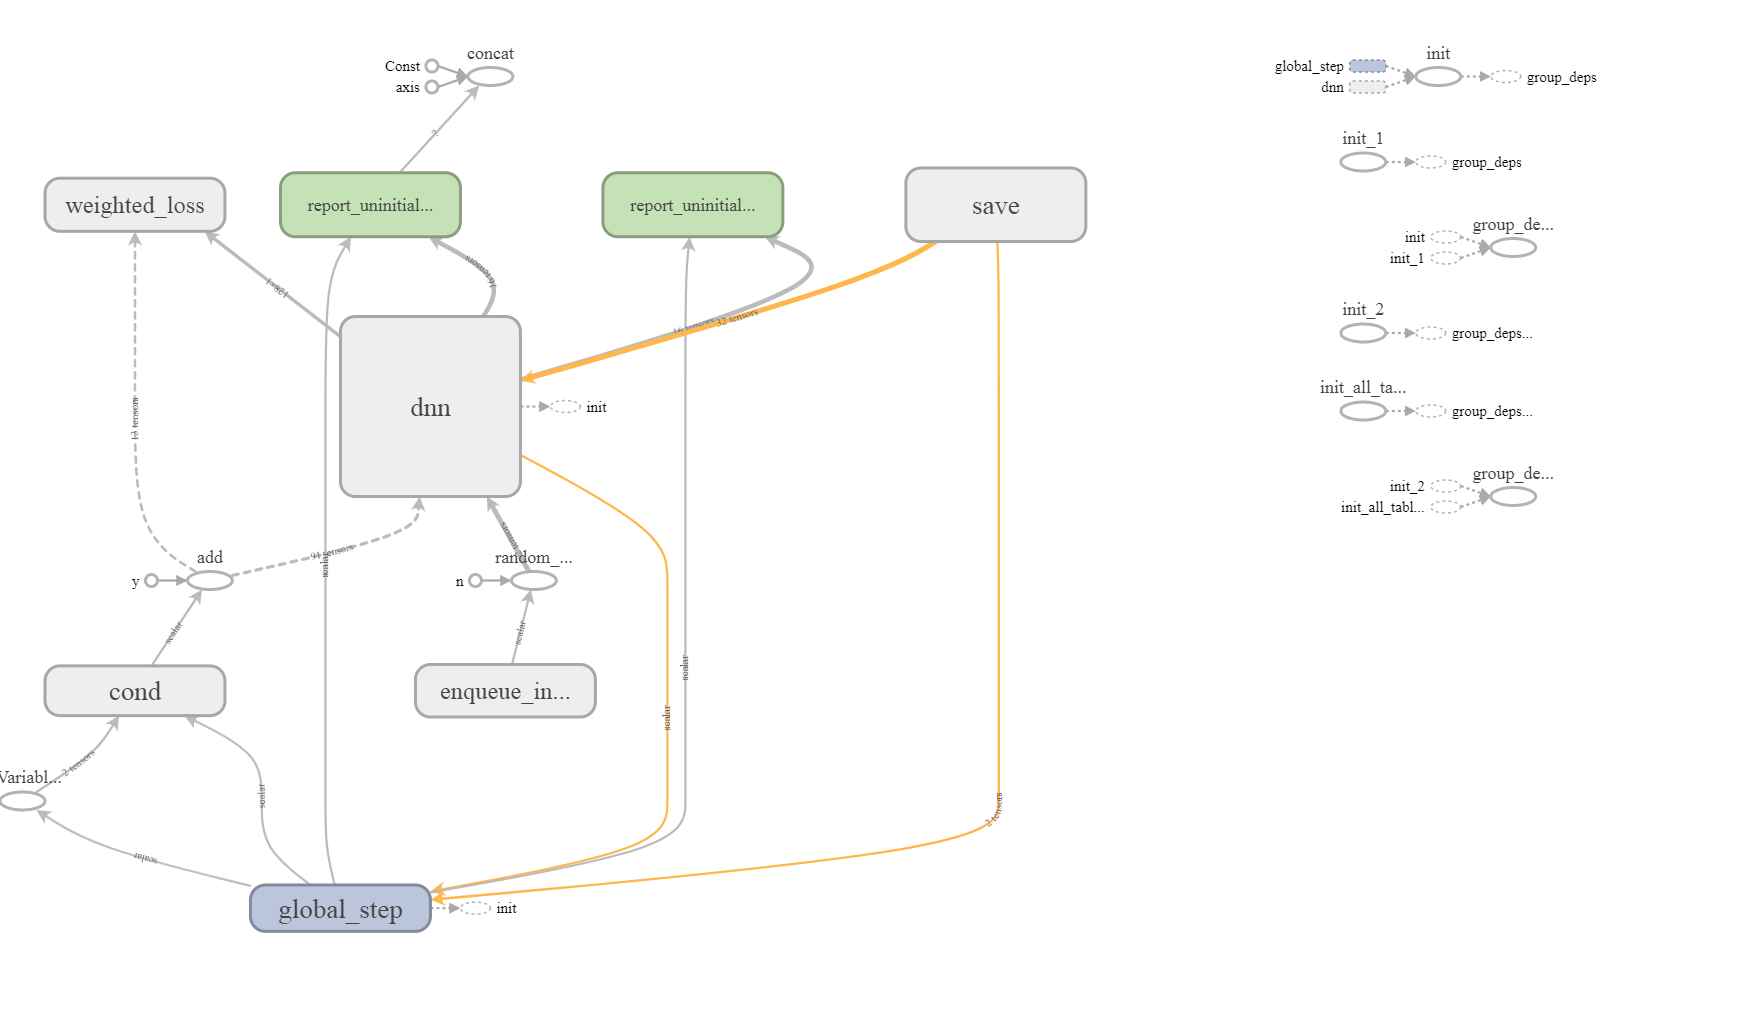 concat
Const
axis
weighted_loss
report_uninitial...
report_uninitial...
save
128×1
16 tensors
16 tensors
32 tensors
dnn
init
13 tensors
add
91 tensors
y
scalar
random_...
n
scalar
scalar
cond
enqueue_in...
scalar
scalar
Variabl...
2 tensors
scalar
2 tensors
scalar
global_step
init
init
global_step
dnn
group_deps
init_1
group_deps
group_de...
init
init_1
init_2
group_deps...
init_all_ta...
group_deps...
group_de...
init_2
init_all_tabl...